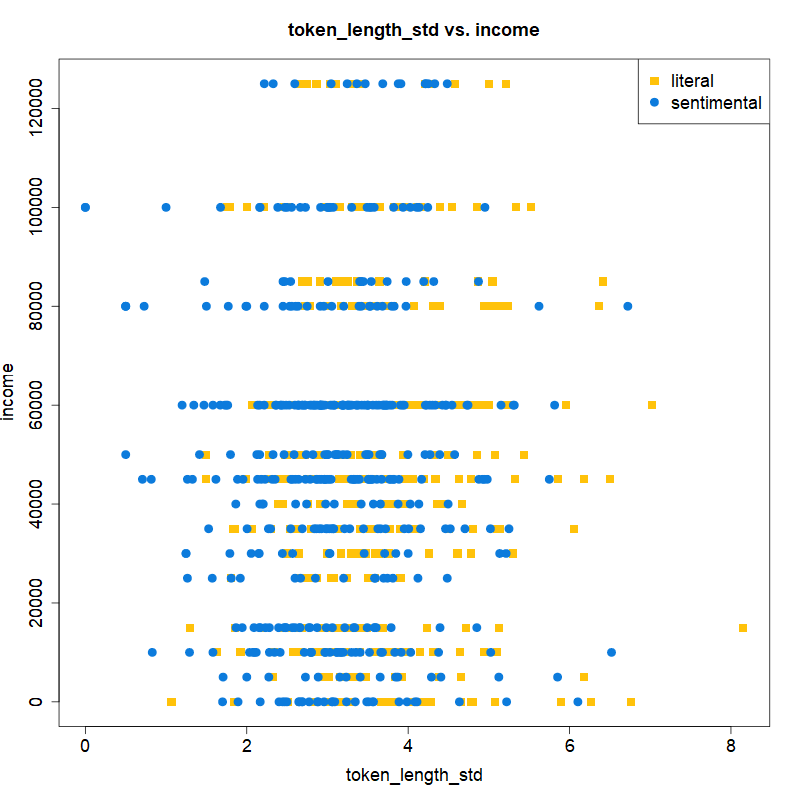 token_length_std vs. income
literal
sentimental
120000
100000
80000
60000
40000
20000
0
income
0 2 4 6 8
token_length_std